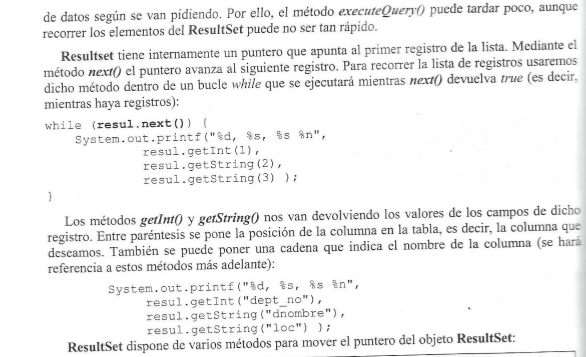 de datos según se van pidiendo. Por ello, el método executeQuery() puede tardar poco, aunque
recorrer los elementos del ResultSet puede no ser tan rápido.
Resultset tiene internamente un puntero que apunta al primer registro de la lista. Mediante el
método next() el puntero avanza al siguiente registro. Para recorrer la lista de registros usaremos
dicho método dentro de un bucle while que se ejecutará mientras next() devuelva true (es decir,
mientras haya registros):
while (resul.next()) {
System.out.printf("%d, %s, %s %n",
resul.getInt(1),
resul.getString(2),
resul.getString(3) );
}
Los métodos getInt() y getString() nos van devolviendo los valores de los campos de dicho
registro. Entre paréntesis se pone la posición de la columna en la tabla, es decir, la columna que
deseamos. También se puede poner una cadena que indica el nombre de la columna (se hará
referencia a estos métodos más adelante):
System.out.printf("%d, %s, %s %n",
resul.getInt("dept_no"),
resul.getString("dnombre"),
resul.getString("loc") );
ResultSet dispone de varios métodos para mover el puntero del objeto ResultSet: